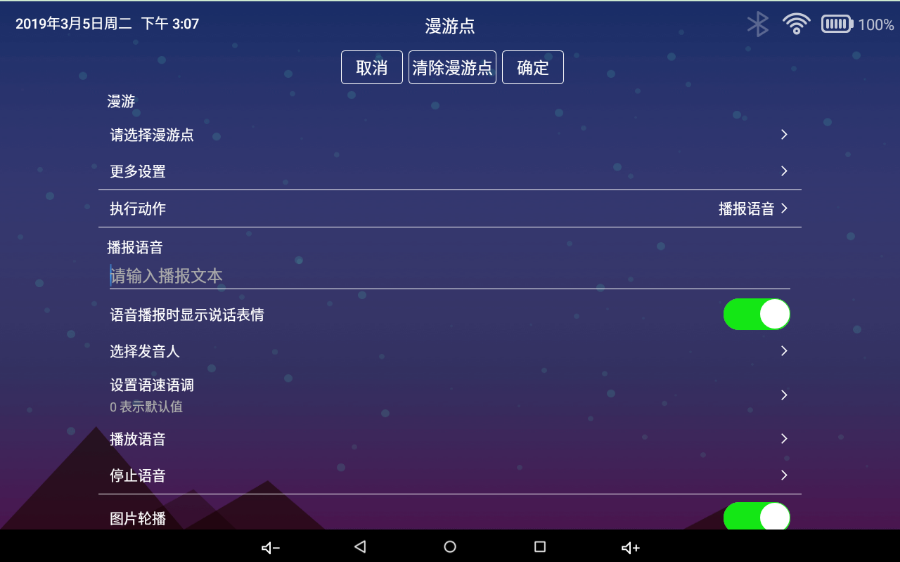 2019年3月5日周二 下午 3:07
漫游点
100%
取消 清除漫游点 确定
漫游
请选择漫游点
更多设置
执行动作 播报语音
播报语音
请输入播报文本
语音播报时显示说话表情
选择发音人
设置语速语调
0 表示默认值
播放语音
停止语音
图片轮播